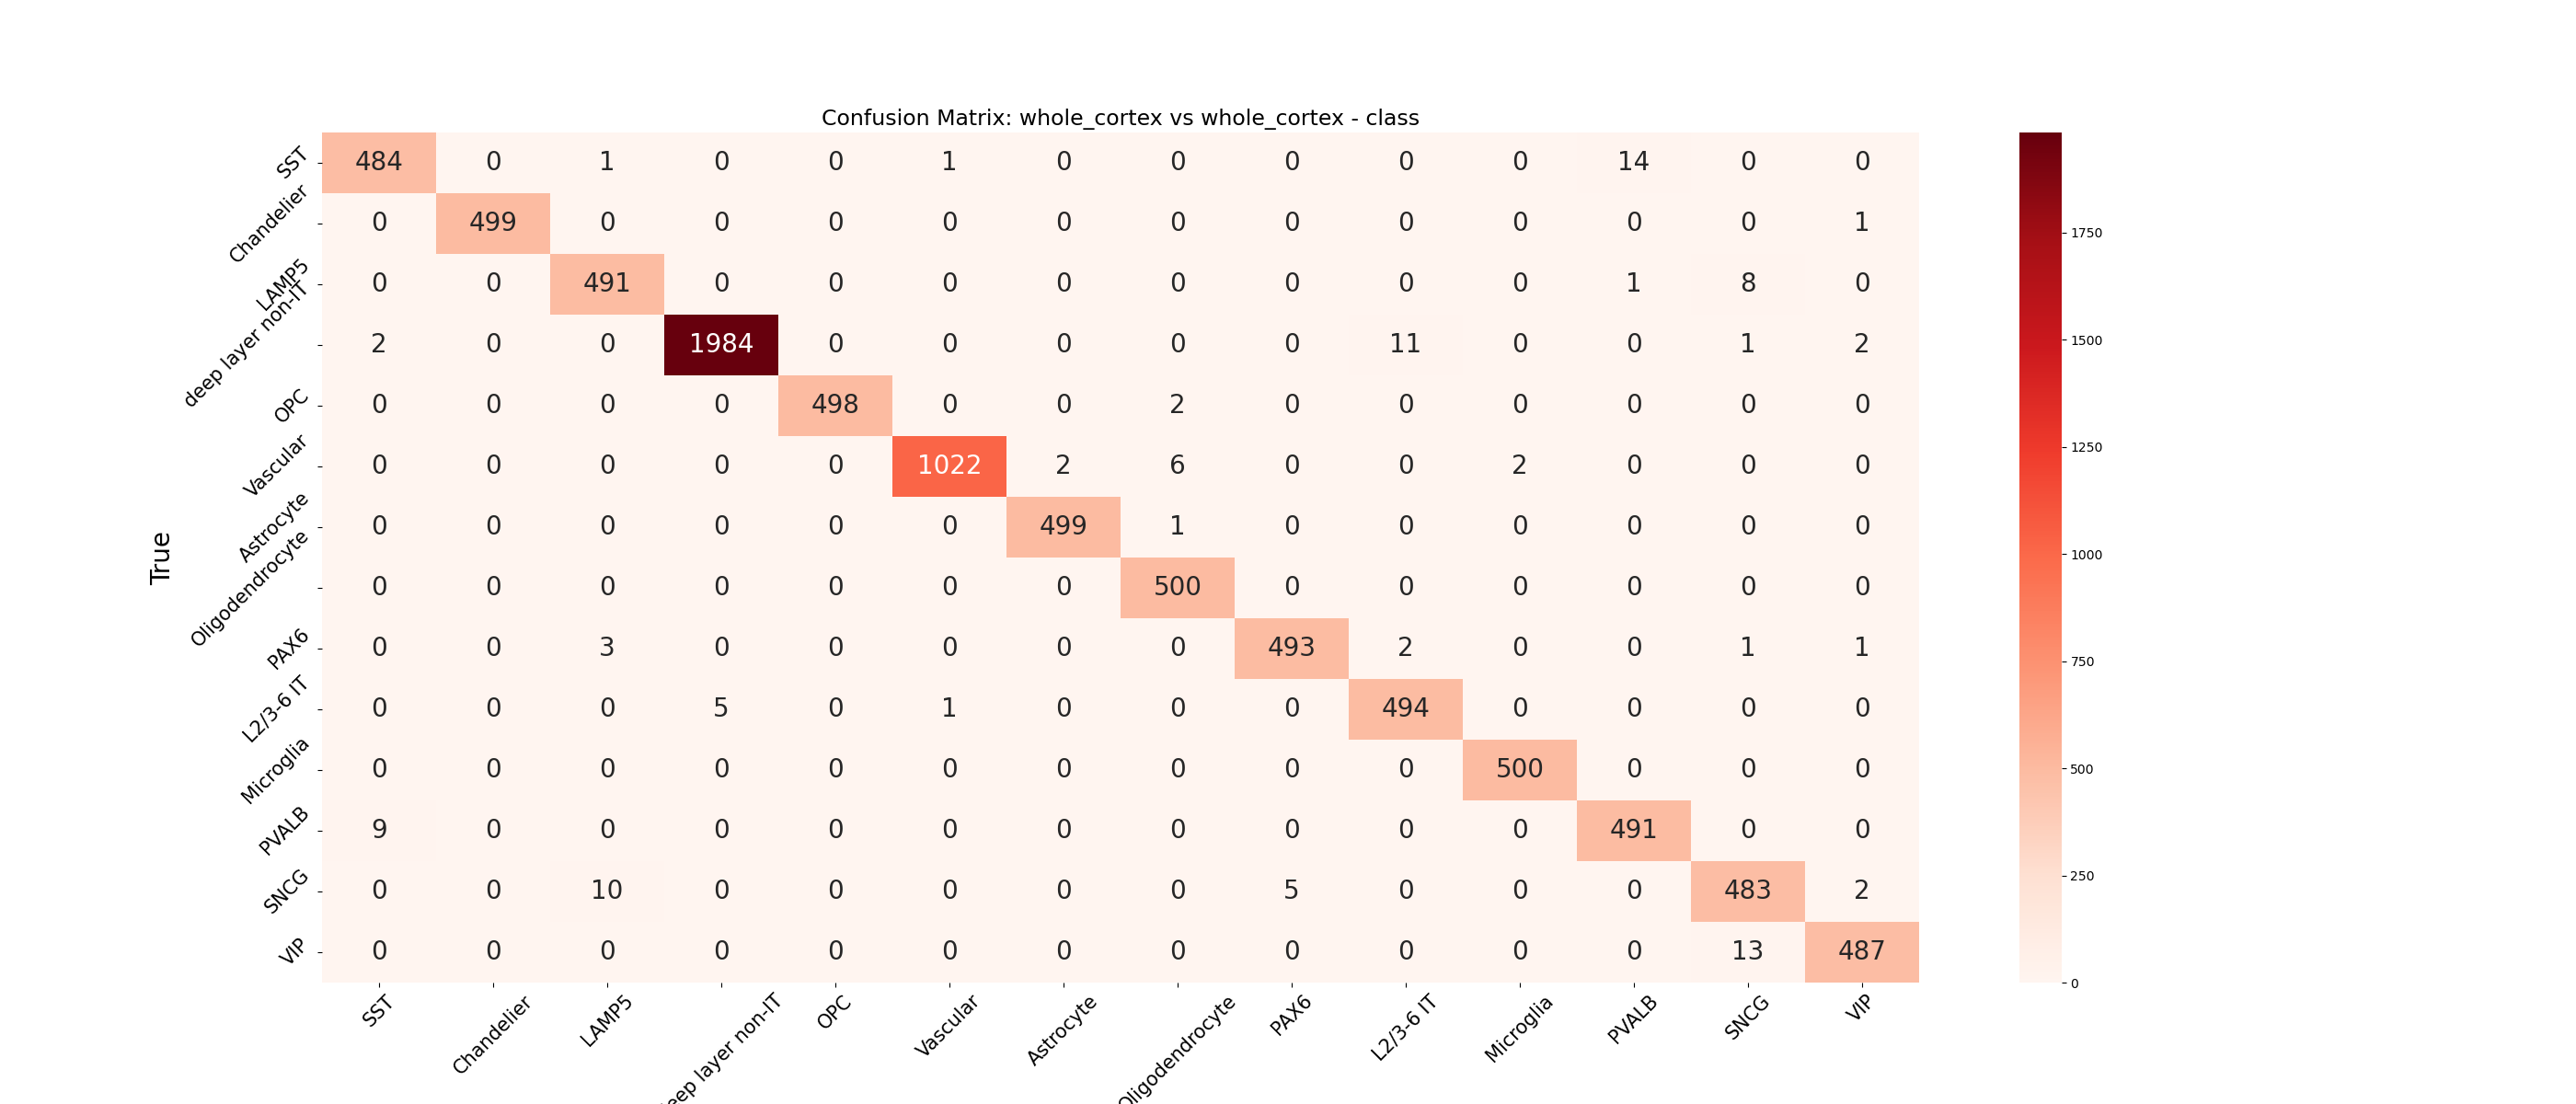 Confusion Matrix: whole_cortex vs whole_cortex - class
True
SST 484 0 1 0 0 1 0 0 0 0 0 14 0 0
Chandelier 0 499 0 0 0 0 0 0 0 0 0 0 0 1
LAMP5 0 0 491 0 0 0 0 0 0 0 0 1 8 0
deep layer non-IT 2 0 0 1984 0 0 0 0 0 11 0 0 1 2
OPC 0 0 0 0 498 0 0 2 0 0 0 0 0 0
Vascular 0 0 0 0 0 1022 2 6 0 0 2 0 0 0
Astrocyte 0 0 0 0 0 0 499 1 0 0 0 0 0 0
Oligodendrocyte 0 0 0 0 0 0 0 500 0 0 0 0 0 0
PAX6 0 0 3 0 0 0 0 0 493 2 0 0 1 1
L2/3-6 IT 0 0 0 5 0 1 0 0 0 494 0 0 0 0
Microglia 0 0 0 0 0 0 0 0 0 0 500 0 0 0
PVALB 9 0 0 0 0 0 0 0 0 0 0 491 0 0
SNCG 0 0 10 0 0 0 0 0 5 0 0 0 483 2
VIP 0 0 0 0 0 0 0 0 0 0 0 0 13 487
SST Chandelier LAMP5 eep layer non-IT OPC Vascular Astrocyte Oligodendrocyte PAX6 L2/3-6 IT Microglia PVALB SNCG VIP
1750
1500
1250
1000
750
500
250
0